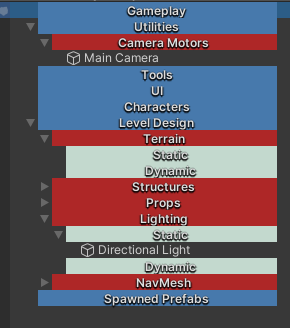 Gameplay
Utilities
Camera Motors
Main Camera
Tools
UI
Characters
Level Design
Terrain
Static
Dynamic
Structures
Props
Lighting
Static
Directional Light
Dynamic
NavMesh
Spawned Prefabs